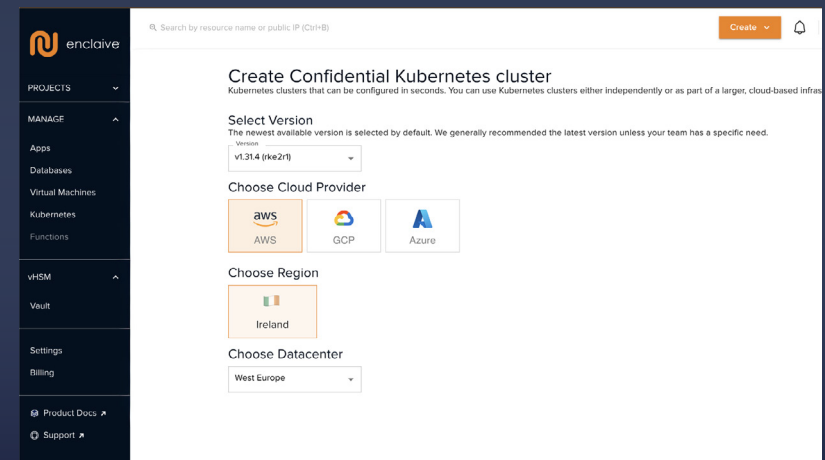 enclaive
Search by resource name or public IP (Ctrl+B)
Create
PROJECTS
MANAGE
Apps
Databases
Virtual Machines
Kubernetes
Functions
vHSM
Vault
Settings
Billing
Product Docs
Support
Create Confidential Kubernetes cluster
Kubernetes clusters that can be configured in seconds. You can use Kubernetes clusters either independently or as part of a larger, cloud-based infras
Select Version
The newest available version is selected by default. We generally recommended the latest version unless your team has a specific need.
Version
v1.31.4 (rke2r1)
Choose Cloud Provider
aws
AWS
GCP
Azure
Choose Region
Ireland
Choose Datacenter
West Europe